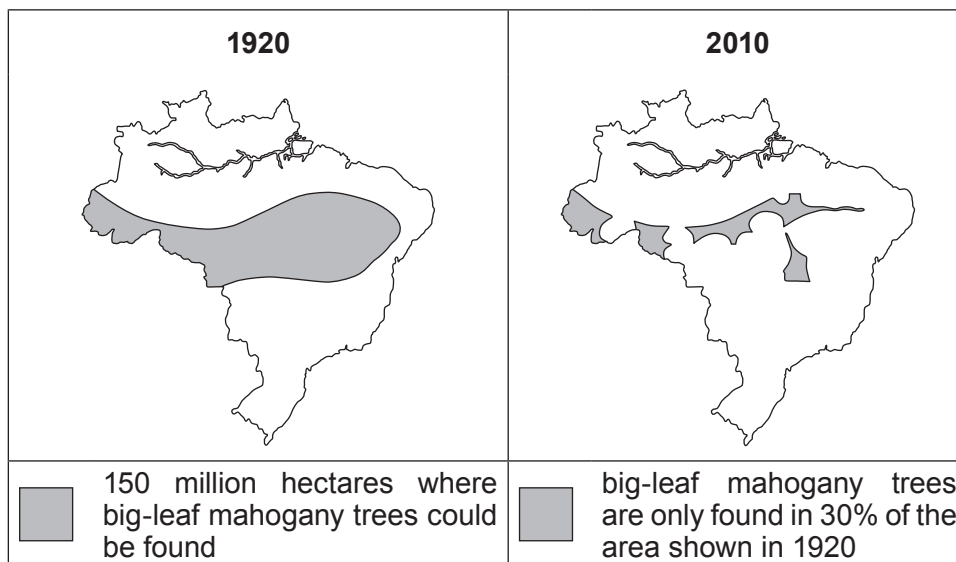 1920
2010
150 million hectares where
big-leaf mahogany trees could
be found
big-leaf mahogany trees
are only found in 30% of the
area shown in 1920